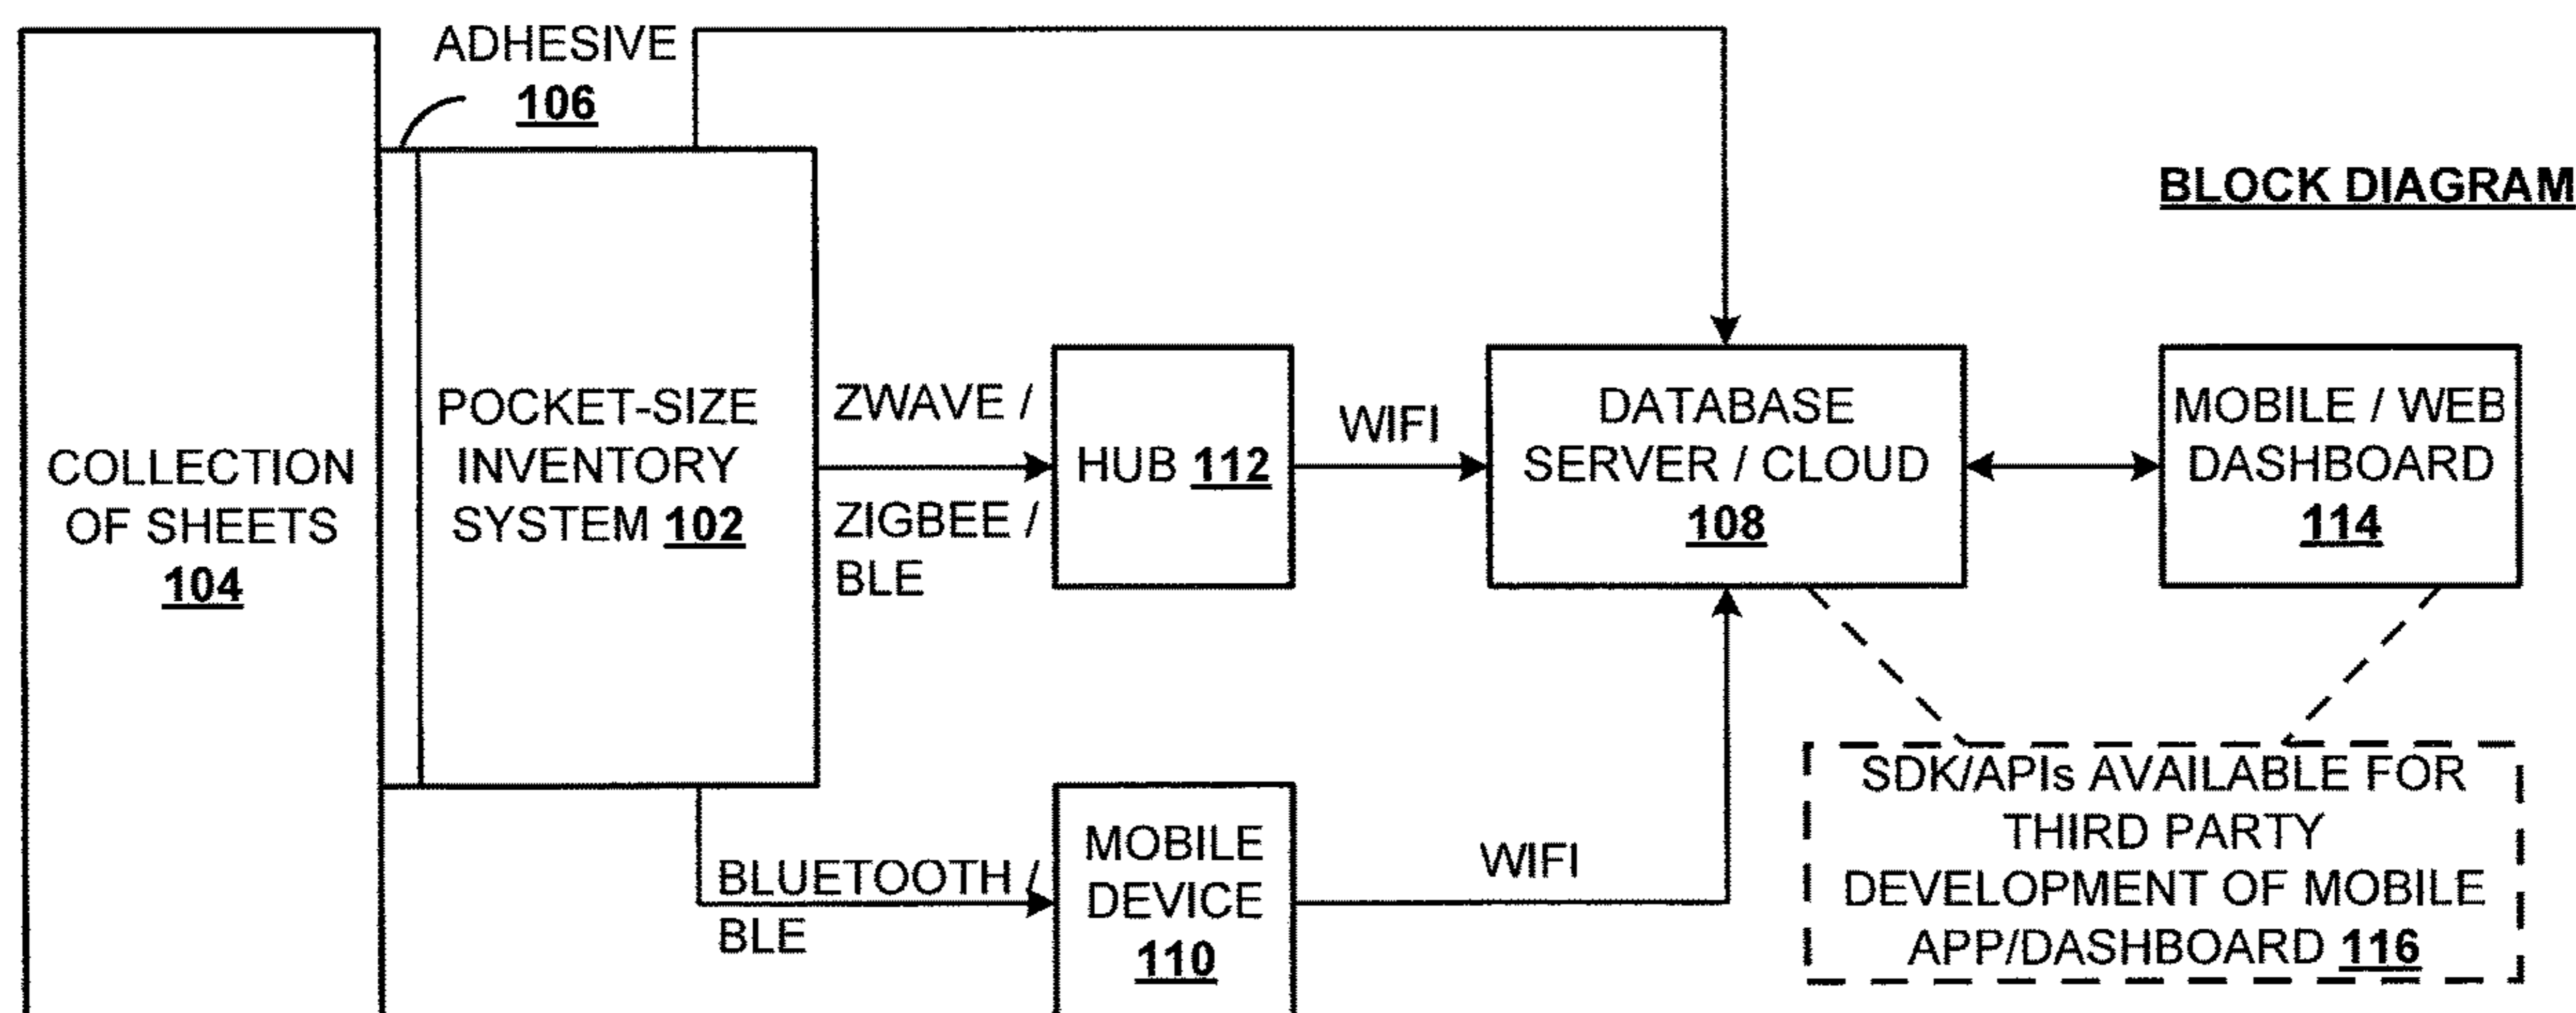 ADHESIVE
106
BLOCK DIAGRAM
COLLECTION
OF SHEETS
104
POCKET-SIZE
INVENTORY
SYSTEM 102
ZWAVE /
ZIGBEE /
BLE
HUB 112
WIFI
DATABASE
SERVER / CLOUD
108
MOBILE / WEB
DASHBOARD
114
BLUETOOTH /
BLE
MOBILE
DEVICE
110
WIFI
SDK/APIs AVAILABLE FOR
THIRD PARTY
DEVELOPMENT OF MOBILE
APP/DASHBOARD 116